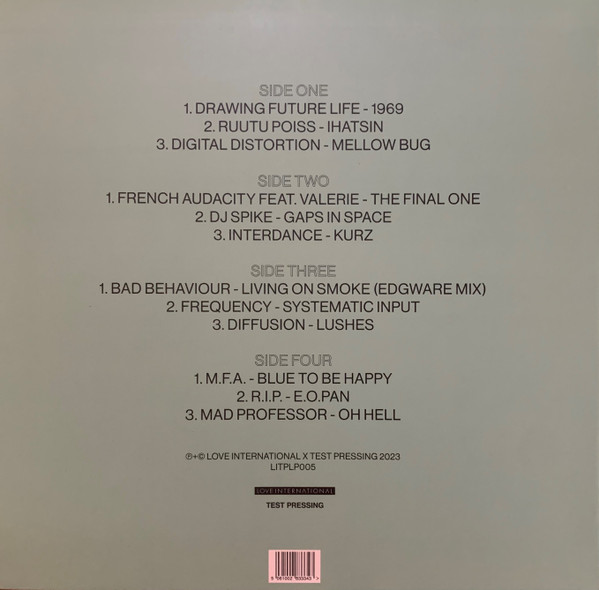 SIDE ONE
1. DRAWING FUTURE LIFE - 1969
2. RUUTU POISS - IHATSIN
3. DIGITAL DISTORTION - MELLOW BUG
SIDE TWO
1. FRENCH AUDACITY FEAT. VALERIE - THE FINAL ONE
2. DJ SPIKE - GAPS IN SPACE
3. INTERDANCE - KURZ
SIDE THREE
1. BAD BEHAVIOUR - LIVING ON SMOKE (EDGWARE MIX)
2. FREQUENCY - SYSTEMATIC INPUT
3. DIFFUSION - LUSHES
SIDE FOUR
1. M.F.A. - BLUE TO BE HAPPY
2. R.I.P. - E.O.PAN
3. MAD PROFESSOR - OH HELL
℗+© LOVE INTERNATIONAL X TEST PRESSING 2023
LITPLP005
LOVE INTERNATIONAL
TEST PRESSING